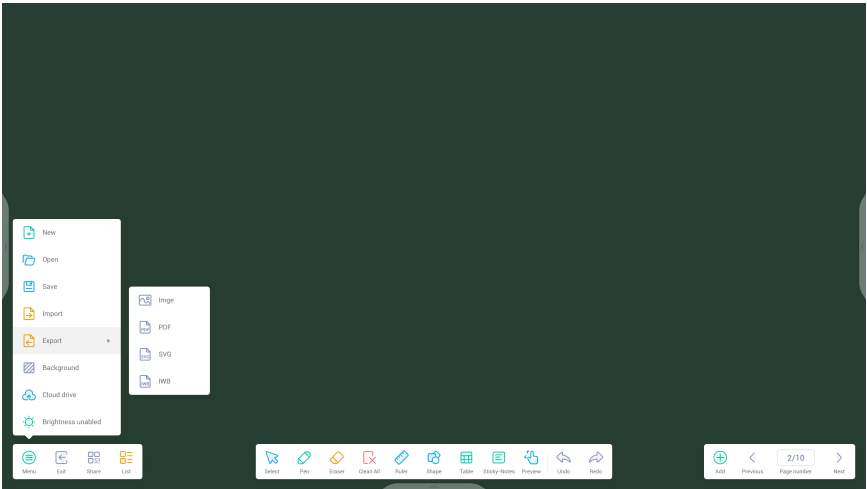 New
Open
Save
Import
Export
Background
Cloud drive
Brightness unabled
Imge
PDF
PDF
SVG
SVG
IWB
IWB
Menu
Exit
Share
List
Select
Pen
Eraser
Clean All
Ruler
Shape
Table
Sticky-Notes
Preview
Undo
Redo
Add
Previous
2/10
Page number
Next